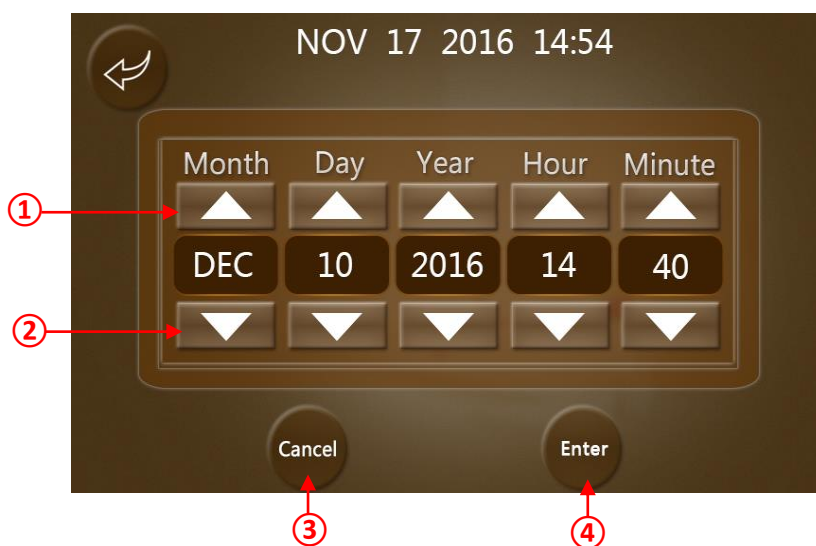 NOV 17 2016 14:54
Month Day Year Hour Minute
①
DEC 10 2016 14 40
②
Cancel Enter
③ ④